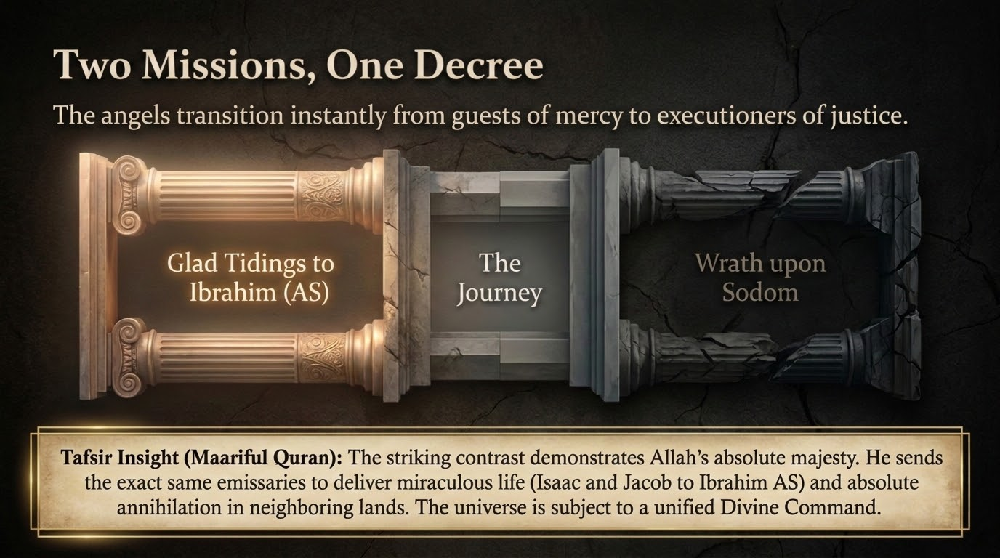 Two Missions, One Decree
The angels transition instantly from guests of mercy to executioners of justice.
Glad Tidings to
Ibrahim (AS)
The
Journey
Wrath upon
Sodom
Tafsir Insight (Maariful Quran): The striking contrast demonstrates Allah's absolute majesty. He sends
the exact same emissaries to deliver miraculous life (Isaac and Jacob to Ibrahim AS) and absolute
annihilation in neighboring lands. The universe is subject to a unified Divine Command.